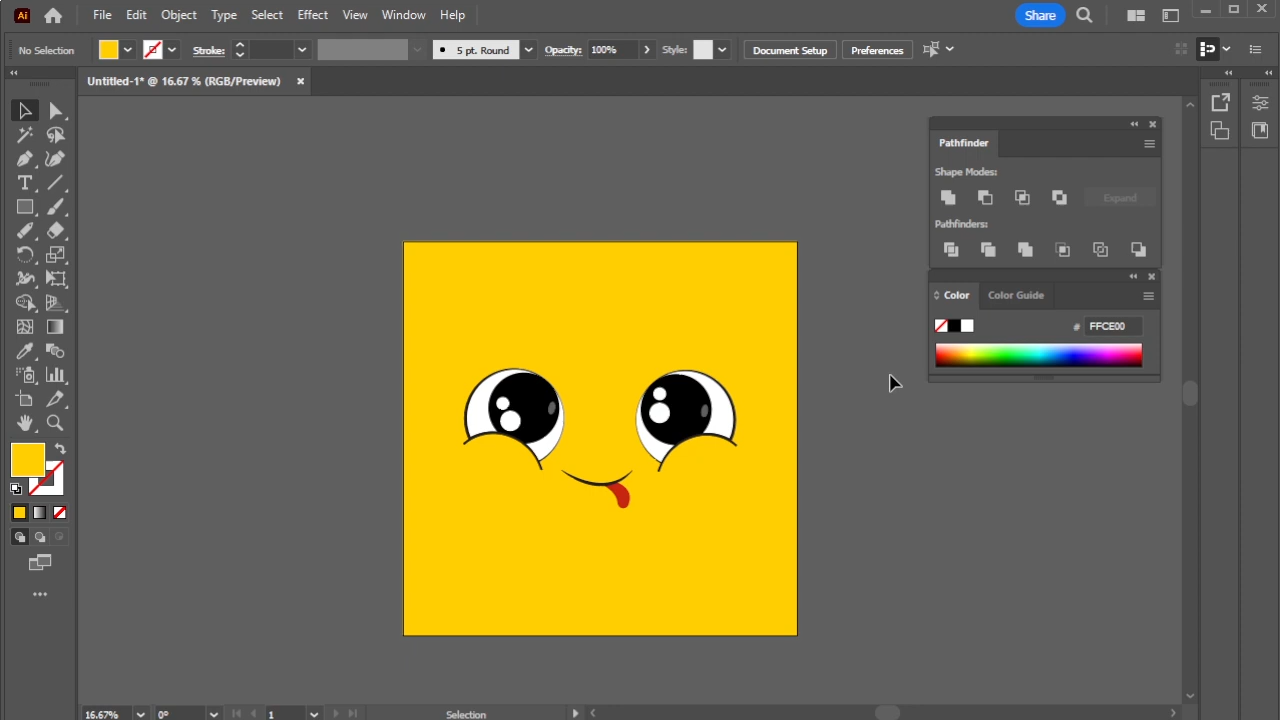 Ai File Edit Object Type Select Effect View Window Help Share
No Selection Stroke: 5 pt. Round Opacity: 100% Style: Document Setup Preferences
Untitled-1* @ 16.67 % (RGB/Preview)
Pathfinder
Shape Modes:
Expand
Pathfinders:
Color Color Guide
# FFCE00
16.67% 0° 1 Selection